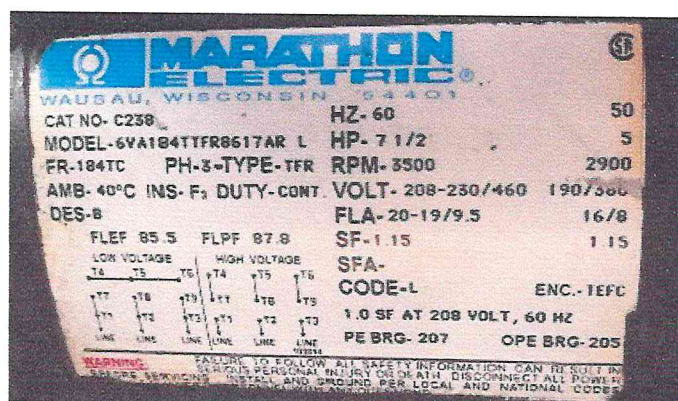 MARATHON
ELECTRIC®
WAUSAU, WISCONSIN 54401
CAT NO- C238 HZ- 60 50
MODEL-6VA184TTFR8617AR L HP- 7 1/2 5
FR-184TC PH-3-TYPE-TFR RPM-3500 2900
AMB- 40°C INS- F3 DUTY-CONT. VOLT- 208-230/460 190/380
DES-B FLA-20-19/9.5 16/8
FLEF 85.5 FLPF 87.8 SF-1.15 1.15
LOW VOLTAGE HIGH VOLTAGE SFA-
T4 T5 T6 T4 T5 T6
CODE-L ENC.-TEFC
T7 T8 T9 T7 T8 T9
1.0 SF AT 208 VOLT, 60 HZ
T1 T2 T3 T1 T2 T3
LINE LINE LINE LINE LINE LINE
PE BRG- 207 OPE BRG-205
WARNING: FAILURE TO FOLLOW ALL SAFETY INFORMATION CAN RESULT IN
SERIOUS PERSONAL INJURY OR DEATH. DISCONNECT ALL POWER
BEFORE SERVICING. INSTALL AND GROUND PER LOCAL AND NATIONAL CODES